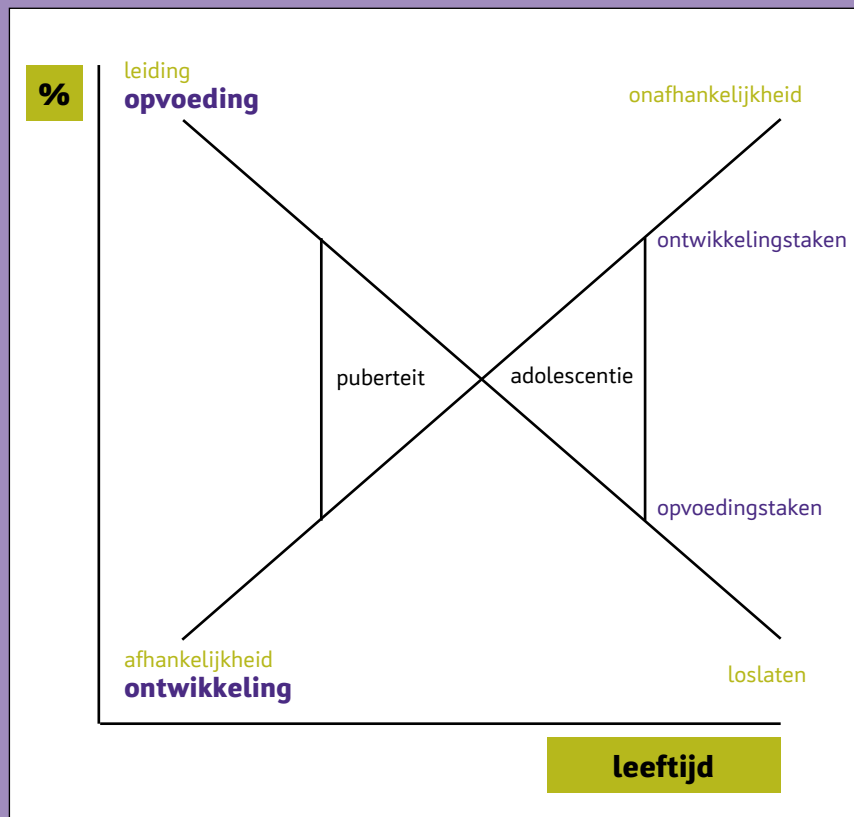 leiding
%
opvoeding
onafhankelijkheid
ontwikkelingstaken
puberteit
adolescentie
opvoedingstaken
afhankelijkheid
ontwikkeling
loslaten
leeftijd